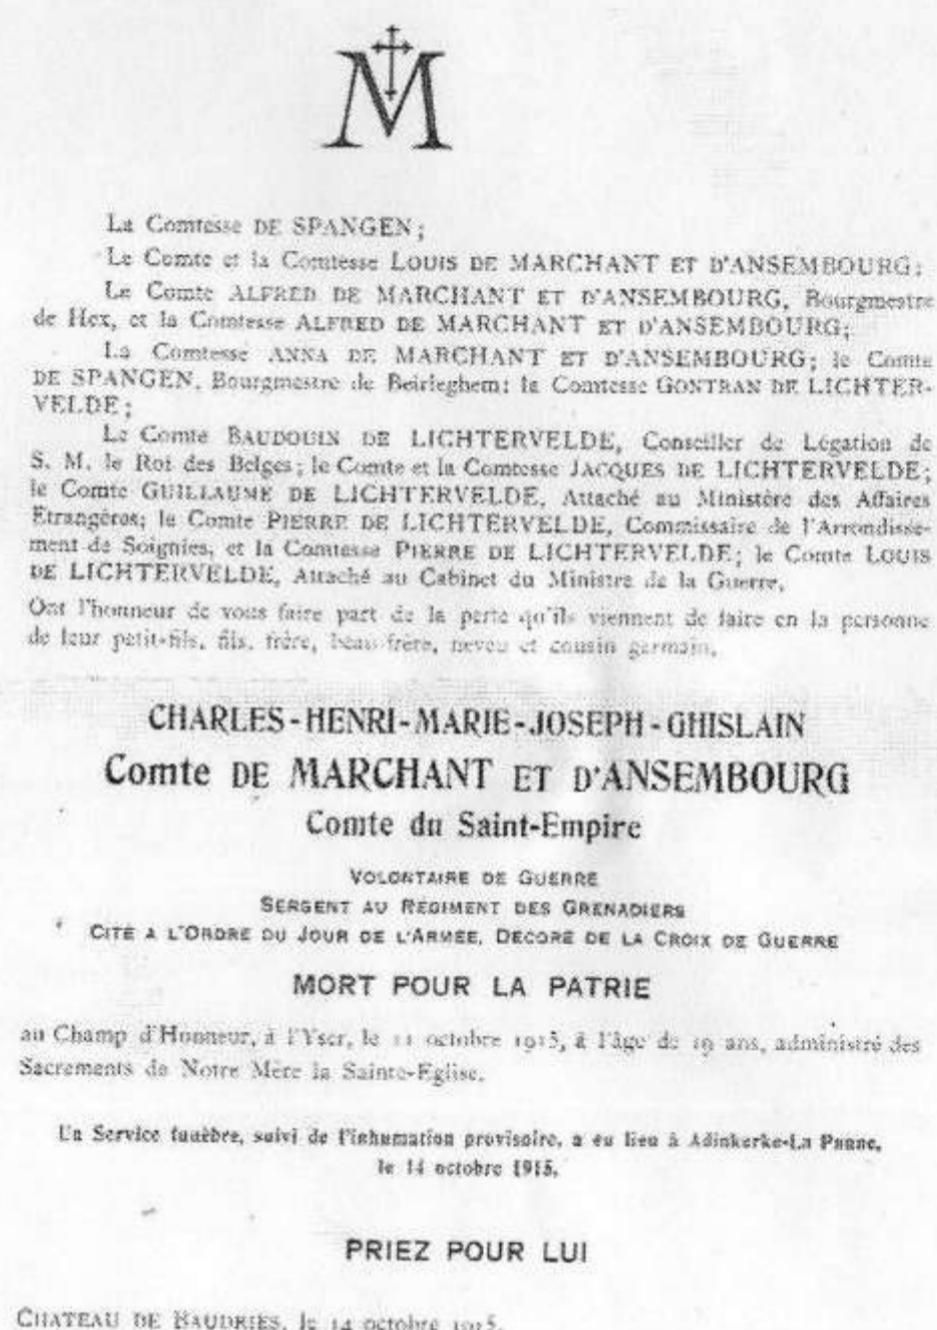 M
La Comtesse DE SPANGEN;
Le Comte et la Comtesse LOUIS DE MARCHANT ET D'ANSEMBOURG;
Le Comte ALFRED DE MARCHANT ET D'ANSEMBOURG, Bourgmestre
de Hex, et la Comtesse ALFRED DE MARCHANT ET D'ANSEMBOURG;
La Comtesse ANNA DE MARCHANT ET D'ANSEMBOURG; le Comte
DE SPANGEN, Bourgmestre de Beirleghem; la Comtesse GONTRAN DE LICHTER-
VELDE;
Le Comte BAUDOUIN DE LICHTERVELDE, Conseiller de Légation de
S. M. le Roi des Belges; le Comte et la Comtesse JACQUES DE LICHTERVELDE;
le Comte GUILLAUME DE LICHTERVELDE, Attaché au Ministère des Affaires
Etrangères; le Comte PIERRE DE LICHTERVELDE, Commissaire de l'Arrondisse-
ment de Soignies, et la Comtesse PIERRE DE LICHTERVELDE; le Comte LOUIS
DE LICHTERVELDE, Attaché au Cabinet du Ministre de la Guerre,
Ont l'honneur de vous faire part de la perte qu'ils viennent de faire en la personne
de leur petit-fils, fils, frère, beau-frère, neveu et cousin germain,
CHARLES-HENRI-MARIE-JOSEPH-GHISLAIN
Comte DE MARCHANT ET D'ANSEMBOURG
Comte du Saint-Empire
VOLONTAIRE DE GUERRE
SERGENT AU RÉGIMENT DES GRENADIERS
CITÉ A L'ORDRE DU JOUR DE L'ARMÉE, DÉCORÉ DE LA CROIX DE GUERRE
MORT POUR LA PATRIE
au Champ d'Honneur, à l'Yser, le 11 octobre 1915, à l'âge de 19 ans, administré des
Sacrements de Notre Mère la Sainte-Eglise.
Un Service funèbre, suivi de l'inhumation provisoire, a eu lieu à Adinkerke-La Panne,
le 14 octobre 1915.
PRIEZ POUR LUI
CHATEAU DE BAUDRIES, le 14 octobre 1915.